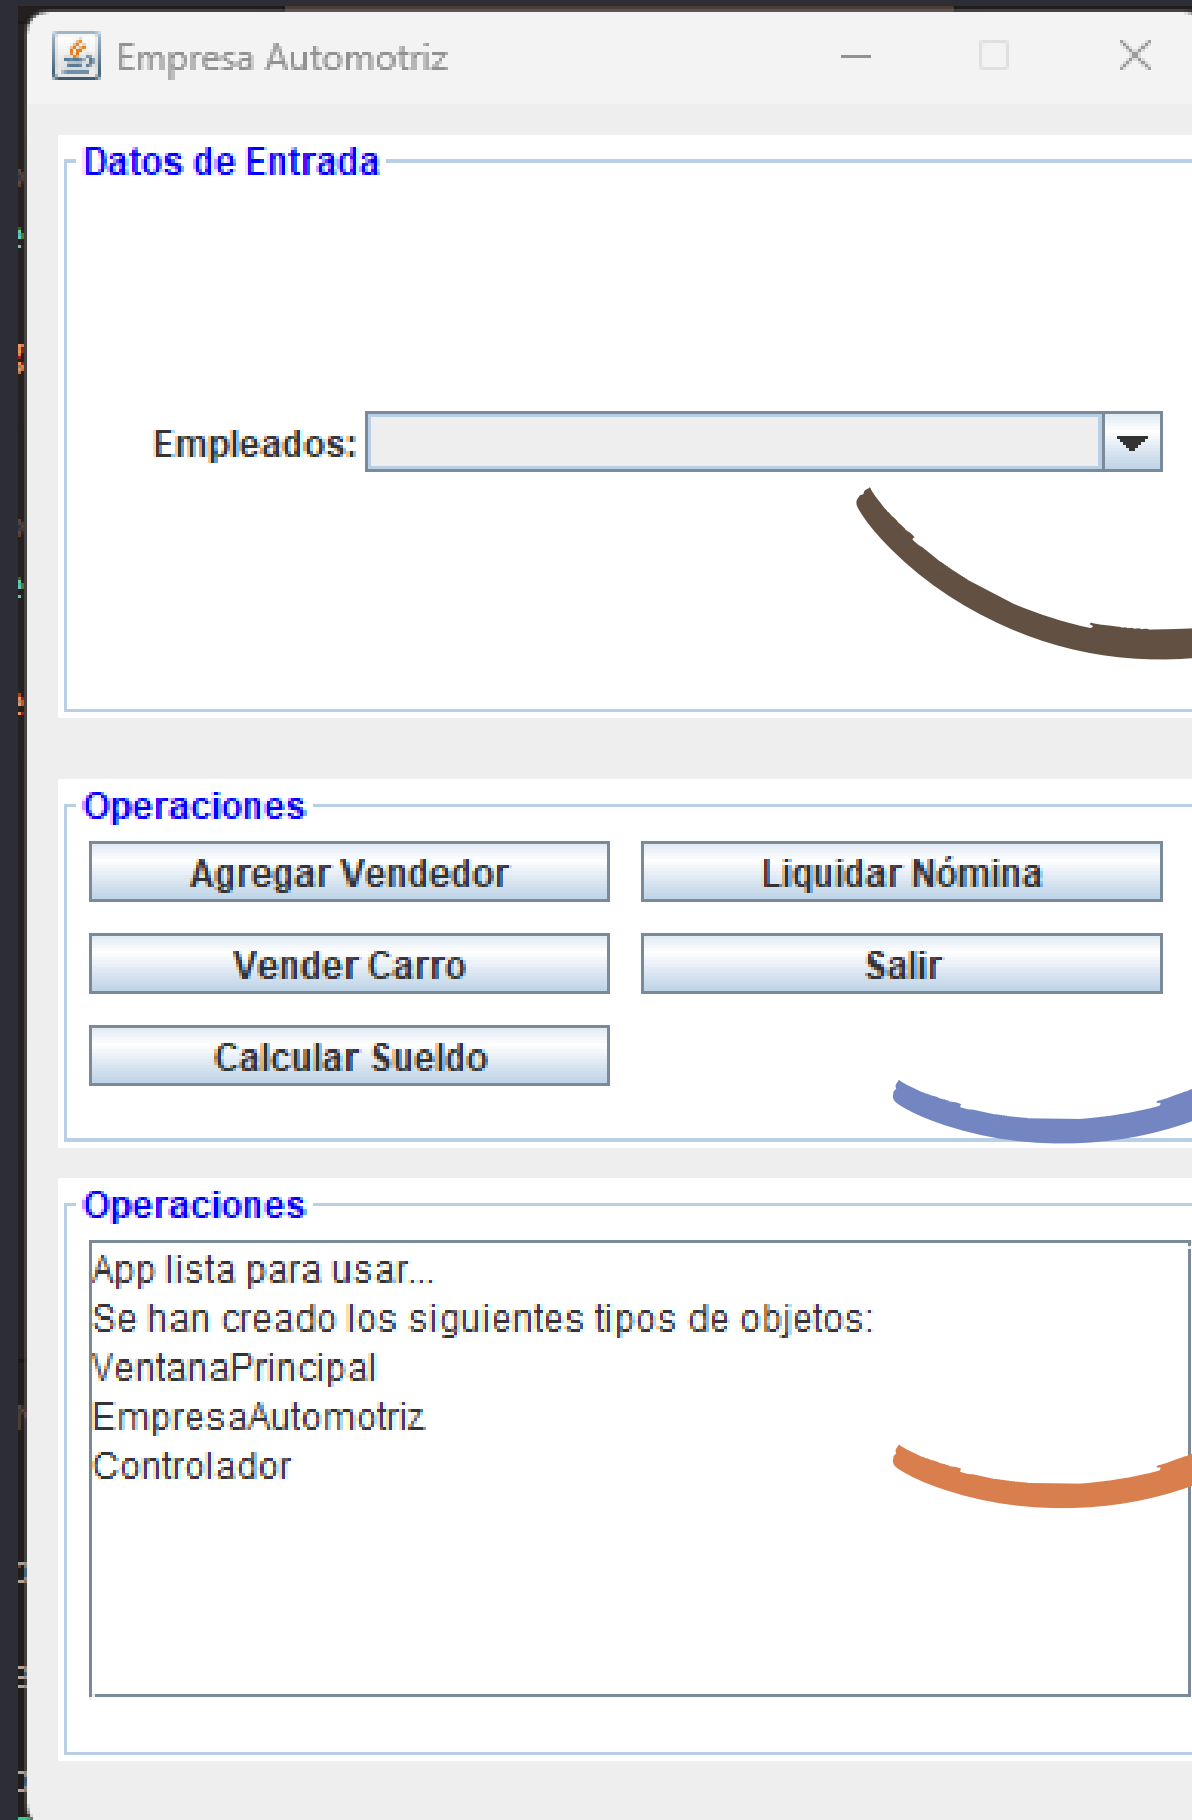 Empresa Automotriz
Datos de Entrada
Empleados:
Operaciones
Agregar Vendedor
Liquidar Nómina
Vender Carro
Salir
Calcular Sueldo
Operaciones
App lista para usar...
Se han creado los siguientes tipos de objetos:
VentanaPrincipal
EmpresaAutomotriz
Controlador